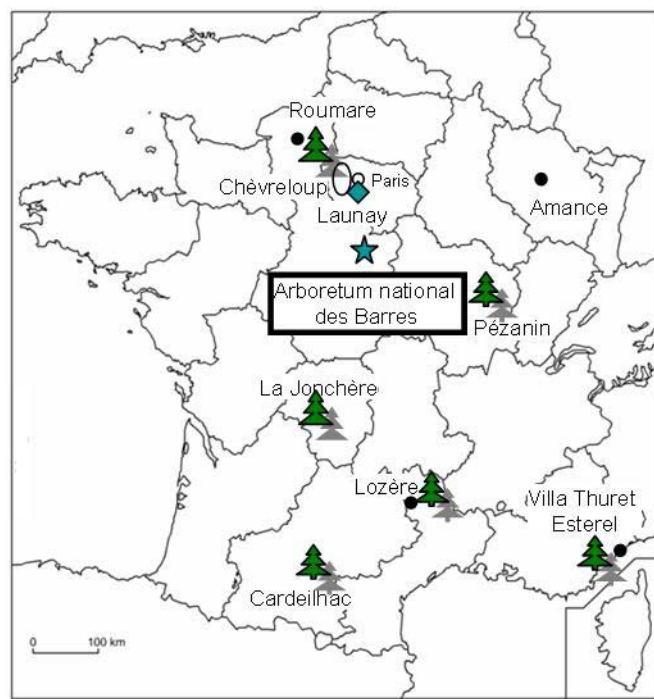 Roumare
Paris
Chèvreloup
Launay
Amance
Arboretum national
des Barres
Pézanin
La Jonchère
Lozère
Villa Thuret
Esterel
Cardeilhac
0 100 km